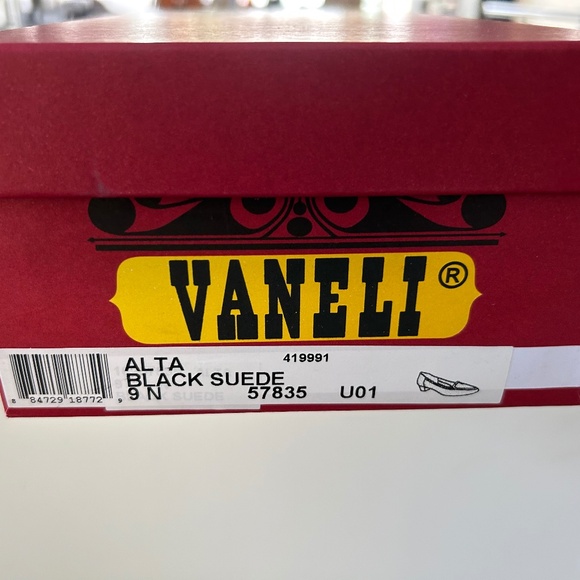 VANELI®
419991
ALTA
BLACK SUEDE
9 N 57835 U01
8 84729 18772 9